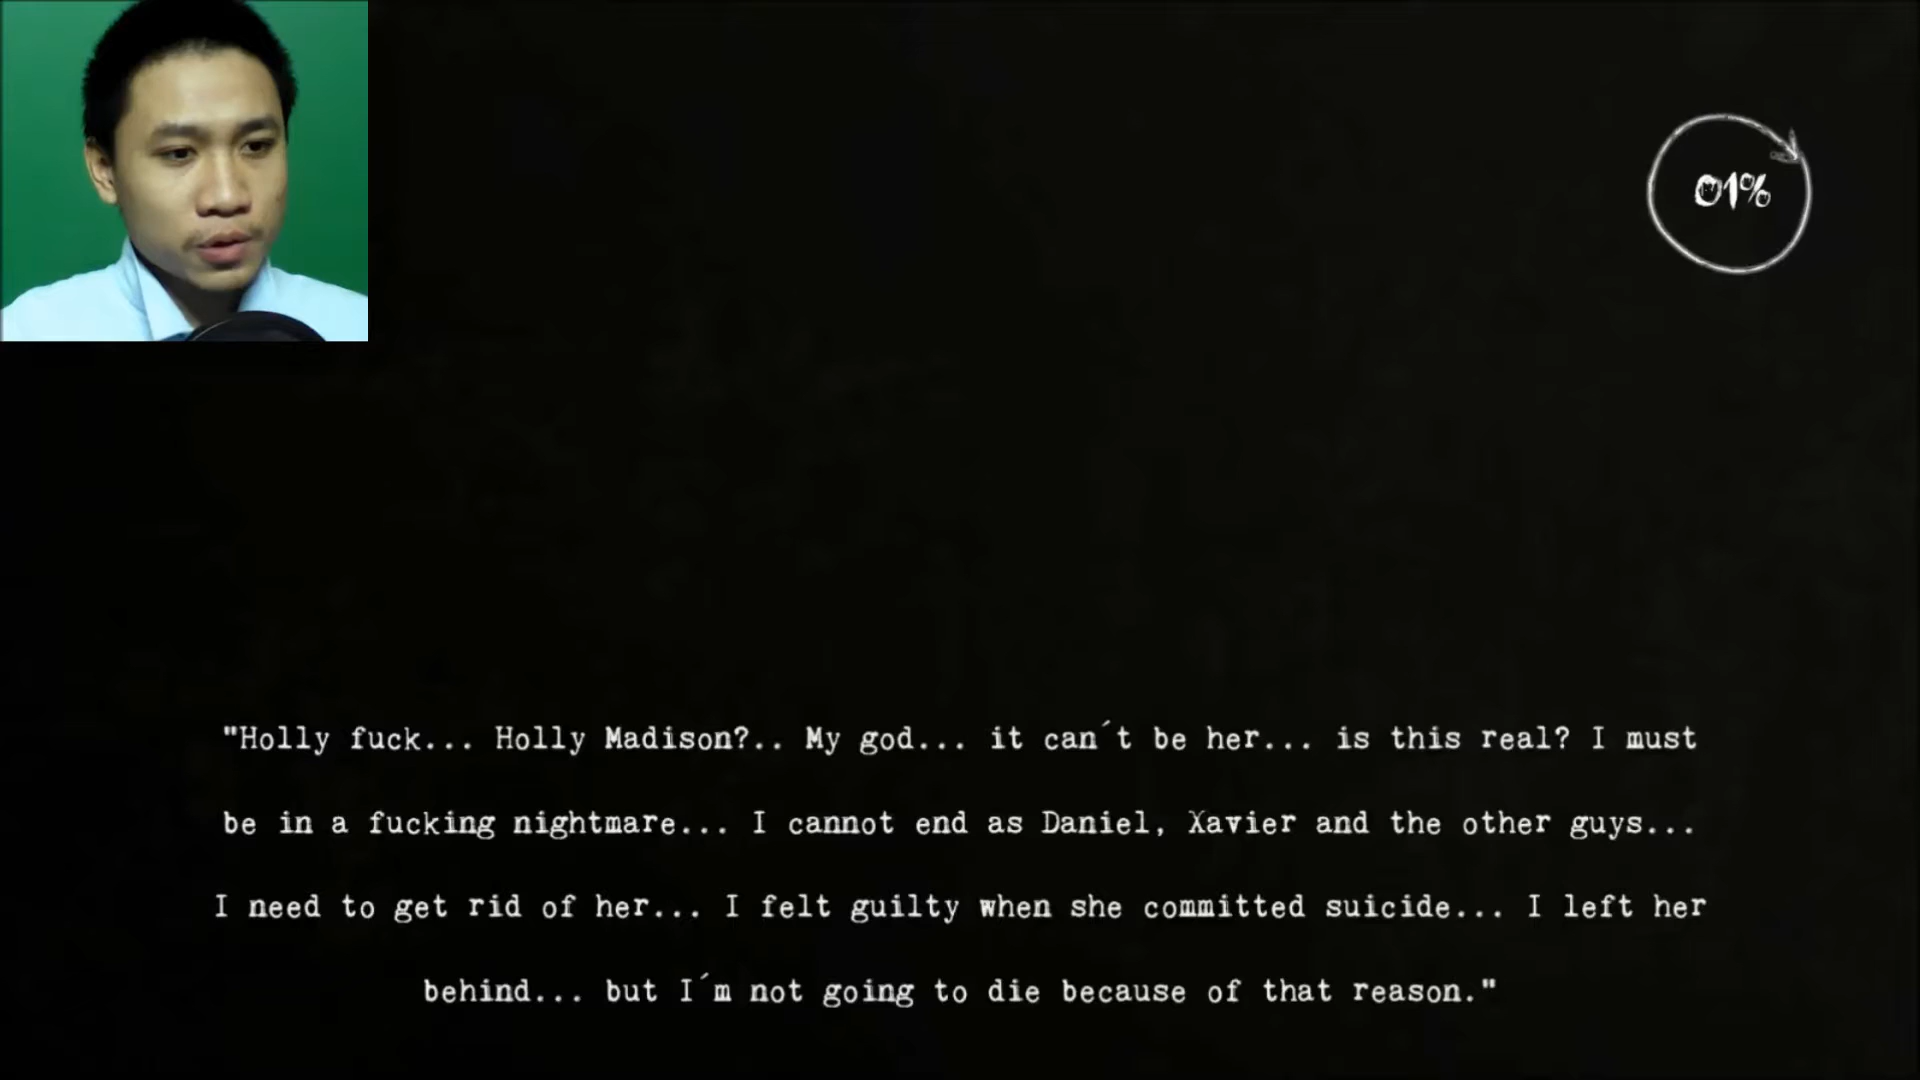 01%
"Holly fuck... Holly Madison?.. My god... it can´t be her... is this real? I must
be in a fucking nightmare... I cannot end as Daniel, Xavier and the other guys...
I need to get rid of her... I felt guilty when she committed suicide... I left her
behind... but I´m not going to die because of that reason."